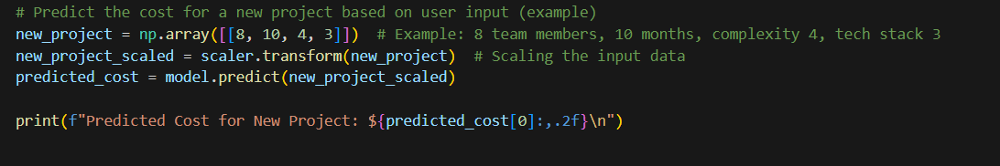 # Predict the cost for a new project based on user input (example)
new_project = np.array([[8, 10, 4, 3]])  # Example: 8 team members, 10 months, complexity 4, tech stack 3
new_project_scaled = scaler.transform(new_project)  # Scaling the input data
predicted_cost = model.predict(new_project_scaled)
print(f"Predicted Cost for New Project: ${predicted_cost[0]:,.2f}\n")